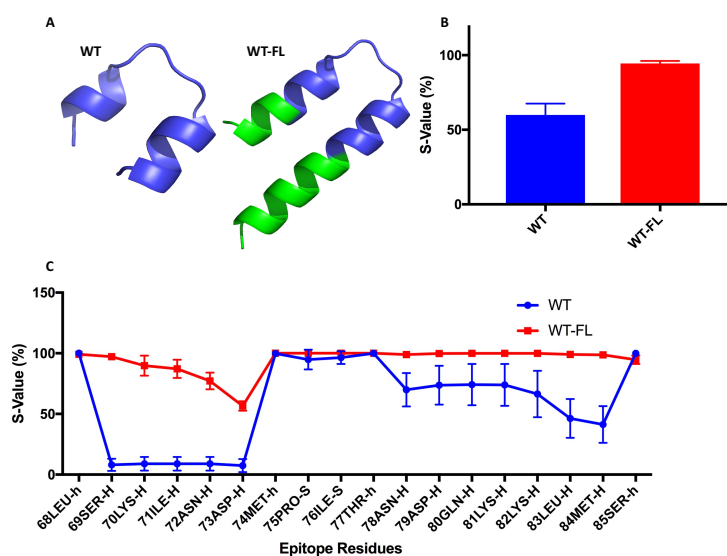 A
WT
WT-FL
B
S-Value (%)
100
50
0
WT
WT-FL
C
S-Value (%)
150
100
50
0
WT
WT-FL
68LEU-h
69SER-H
70LYS-H
71ILE-H
72ASN-H
73ASP-H
74MET-h
75PRO-S
76ILE-S
77THR-h
78ASN-H
79ASP-H
80GLN-H
81LYS-H
82LYS-H
83LEU-H
84MET-H
85SER-h
Epitope Residues